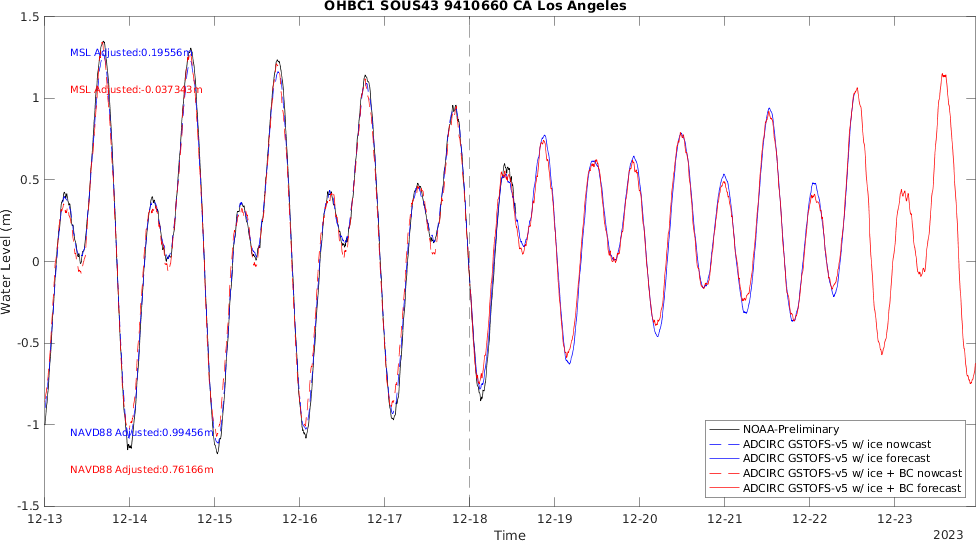 OHBC1 SOUS43 9410660 CA Los Angeles
1.5
MSL Adjusted:0.19556m
MSL Adjusted:-0.037343m
1
0.5
0
-0.5
-1
-1.5
Water Level (m)
NAVD88 Adjusted:0.99456m
NAVD88 Adjusted:0.76166m
NOAA-Preliminary
ADCIRC GSTOFS-v5 w/ ice nowcast
ADCIRC GSTOFS-v5 w/ ice forecast
ADCIRC GSTOFS-v5 w/ ice + BC nowcast
ADCIRC GSTOFS-v5 w/ ice + BC forecast
12-13 12-14 12-15 12-16 12-17 12-18 12-19 12-20 12-21 12-22 12-23
Time
2023